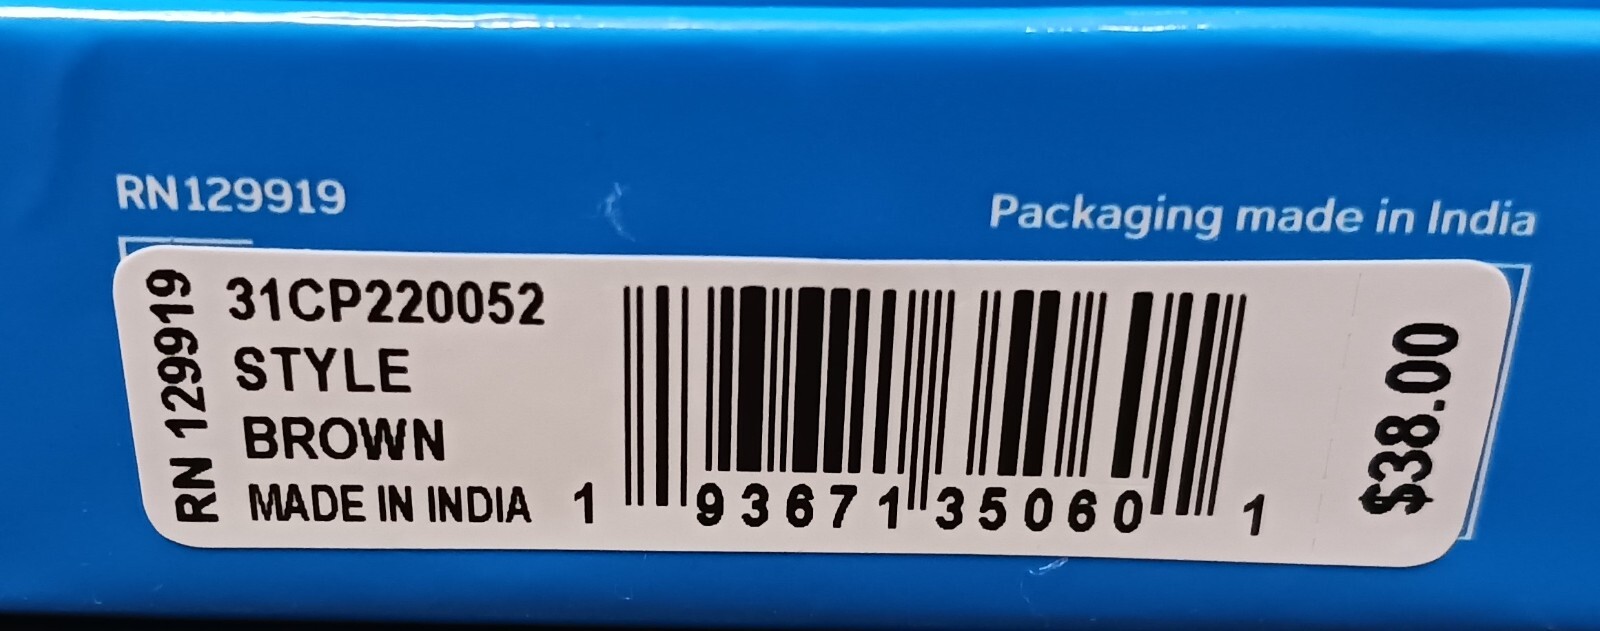 RN129919
Packaging made in India
RN 129919
31CP220052
STYLE
BROWN
MADE IN INDIA
1 93671 35060 1
$38.00